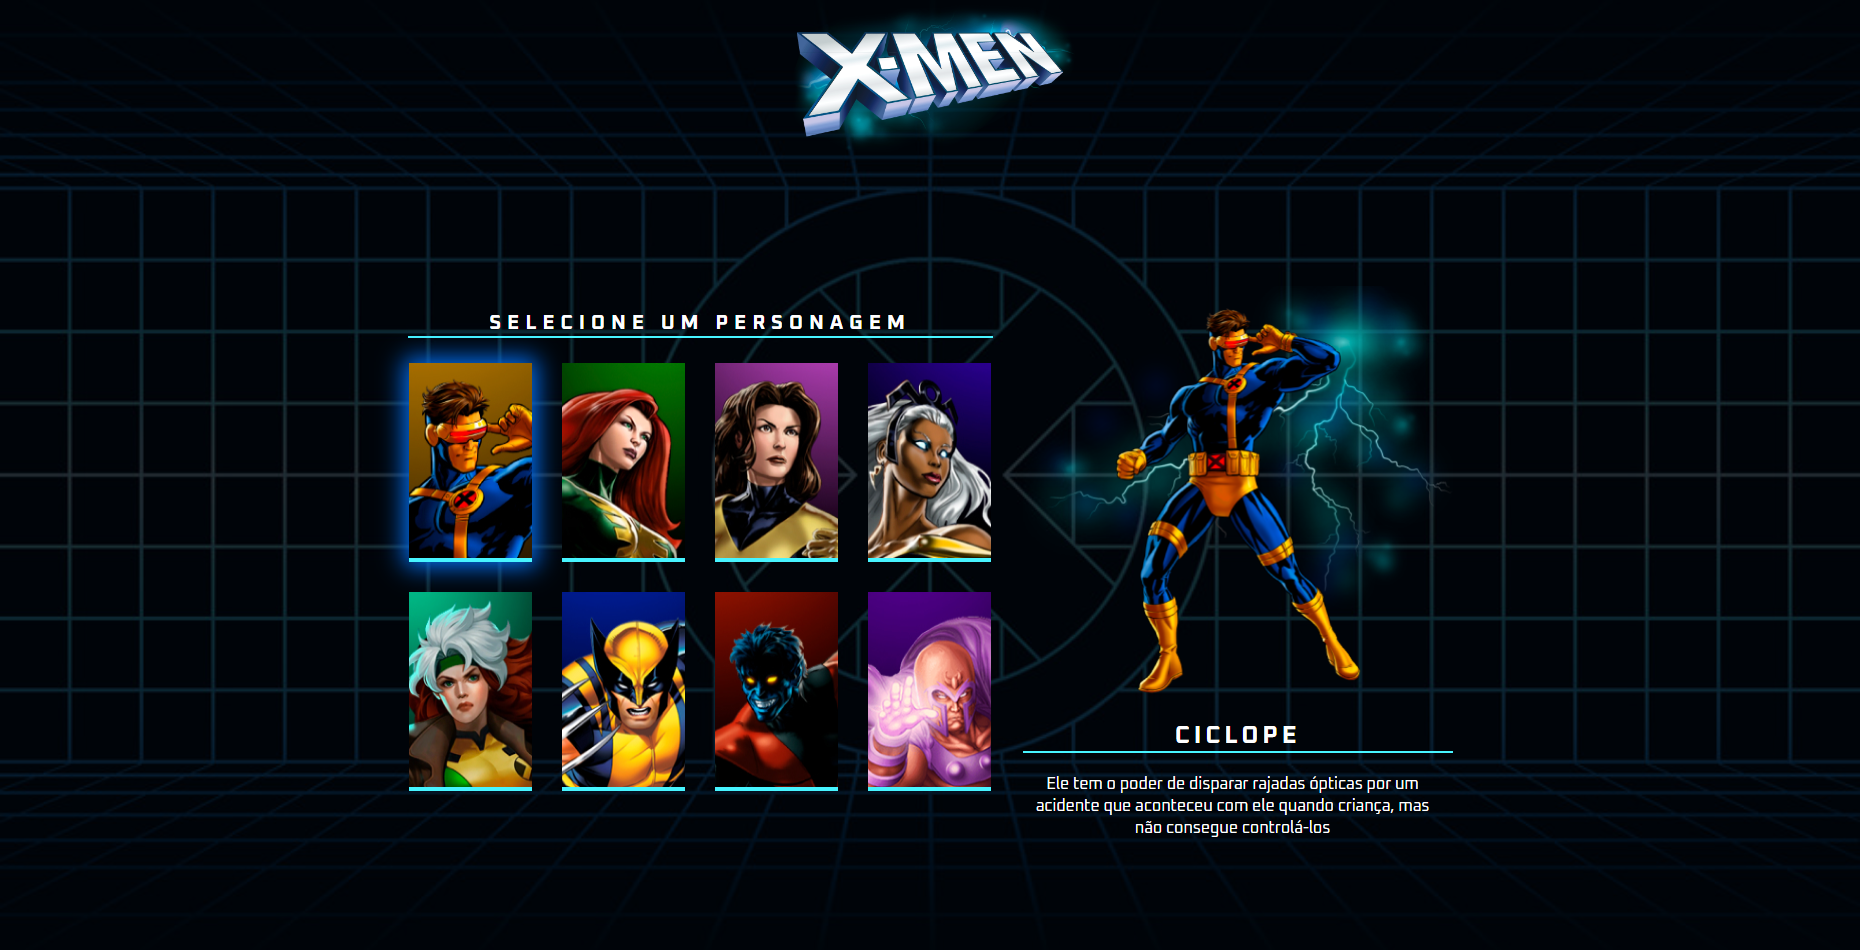 X-MEN
SELECIONE UM PERSONAGEM
CICLOPE
Ele tem o poder de disparar rajadas ópticas por um
acidente que aconteceu com ele quando criança, mas
não consegue controlá-los